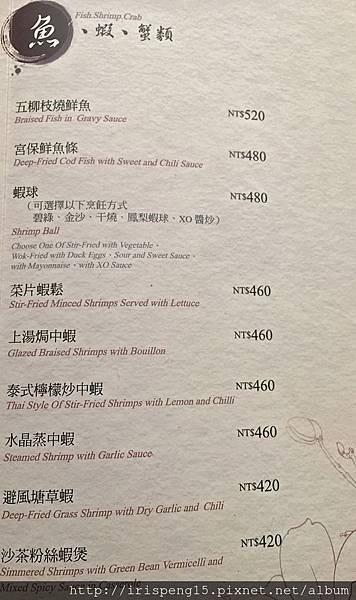 Fish.Shrimp.Crab
魚、蝦、蟹類
五柳枝燒鮮魚 NT$520
Braised Fish in Gravy Sauce
宮保鮮魚條 NT$480
Deep-Fried Cod Fish with Sweet and Chili Sauce
蝦球 NT$480
(可選擇以下烹飪方式
碧綠、金沙、干燒、鳳梨蝦球、XO醬炒)
Shrimp Ball
Choose One Of Stir-Fried with Vegetable、
Wok-Fried with Duck Eggs、Sour and Sweet Sauce、
with Mayonnaise、with XO Sauce
菜片蝦鬆 NT$460
Stir-Fried Minced Shrimps Served with Lettuce
上湯焗中蝦 NT$460
Glazed Braised Shrimps with Bouillon
泰式檸檬炒中蝦 NT$460
Thai Style Of Stir-Fried Shrimps with Lemon and Chilli
水晶蒸中蝦 NT$460
Steamed Shrimp with Garlic Sauce
避風塘草蝦 NT$420
Deep-Fried Grass Shrimp with Dry Garlic and Chili
沙茶粉絲蝦煲 NT$420
Simmered Shrimps with Green Bean Vermicelli and
Mixed Spicy Sauce in Casserole
http://irispeng15.pixnet.net/album